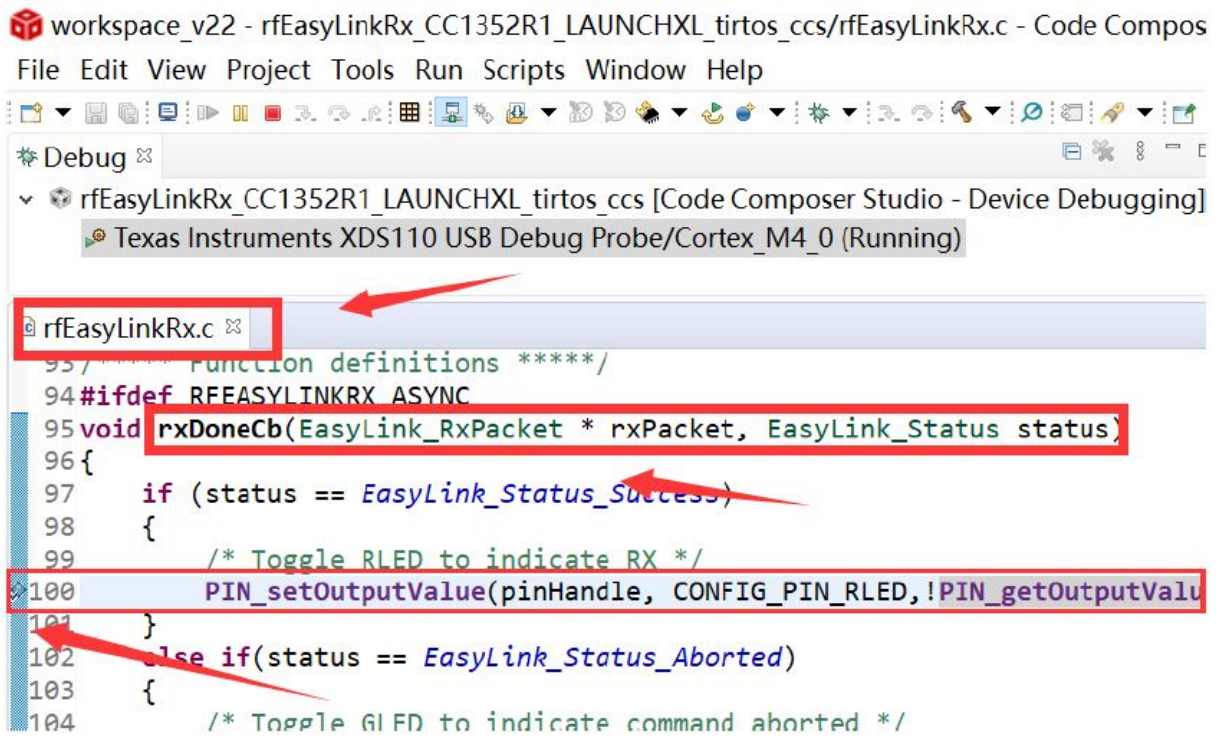 workspace_v22 - rfEasyLinkRx_CC1352R1_LAUNCHXL_tirtos_ccs/rfEasyLinkRx.c - Code Compos
File Edit View Project Tools Run Scripts Window Help
Debug
rfEasyLinkRx_CC1352R1_LAUNCHXL_tirtos_ccs [Code Composer Studio - Device Debugging]
Texas Instruments XDS110 USB Debug Probe/Cortex_M4_0 (Running)
rfEasyLinkRx.c
93 /****** Function definitions *****/
94 #ifdef RFEASYLINKRX_ASYNC
95 void rxDoneCb(EasyLink_RxPacket * rxPacket, EasyLink_Status status)
96 {
97 if (status == EasyLink_Status_Success)
98 {
99 /* Toggle RLED to indicate RX */
100 PIN_setOutputValue(pinHandle, CONFIG_PIN_RLED,!PIN_getOutputValu
101 }
102 else if(status == EasyLink_Status_Aborted)
103 {
104 /* Toggle GLED to indicate command aborted */